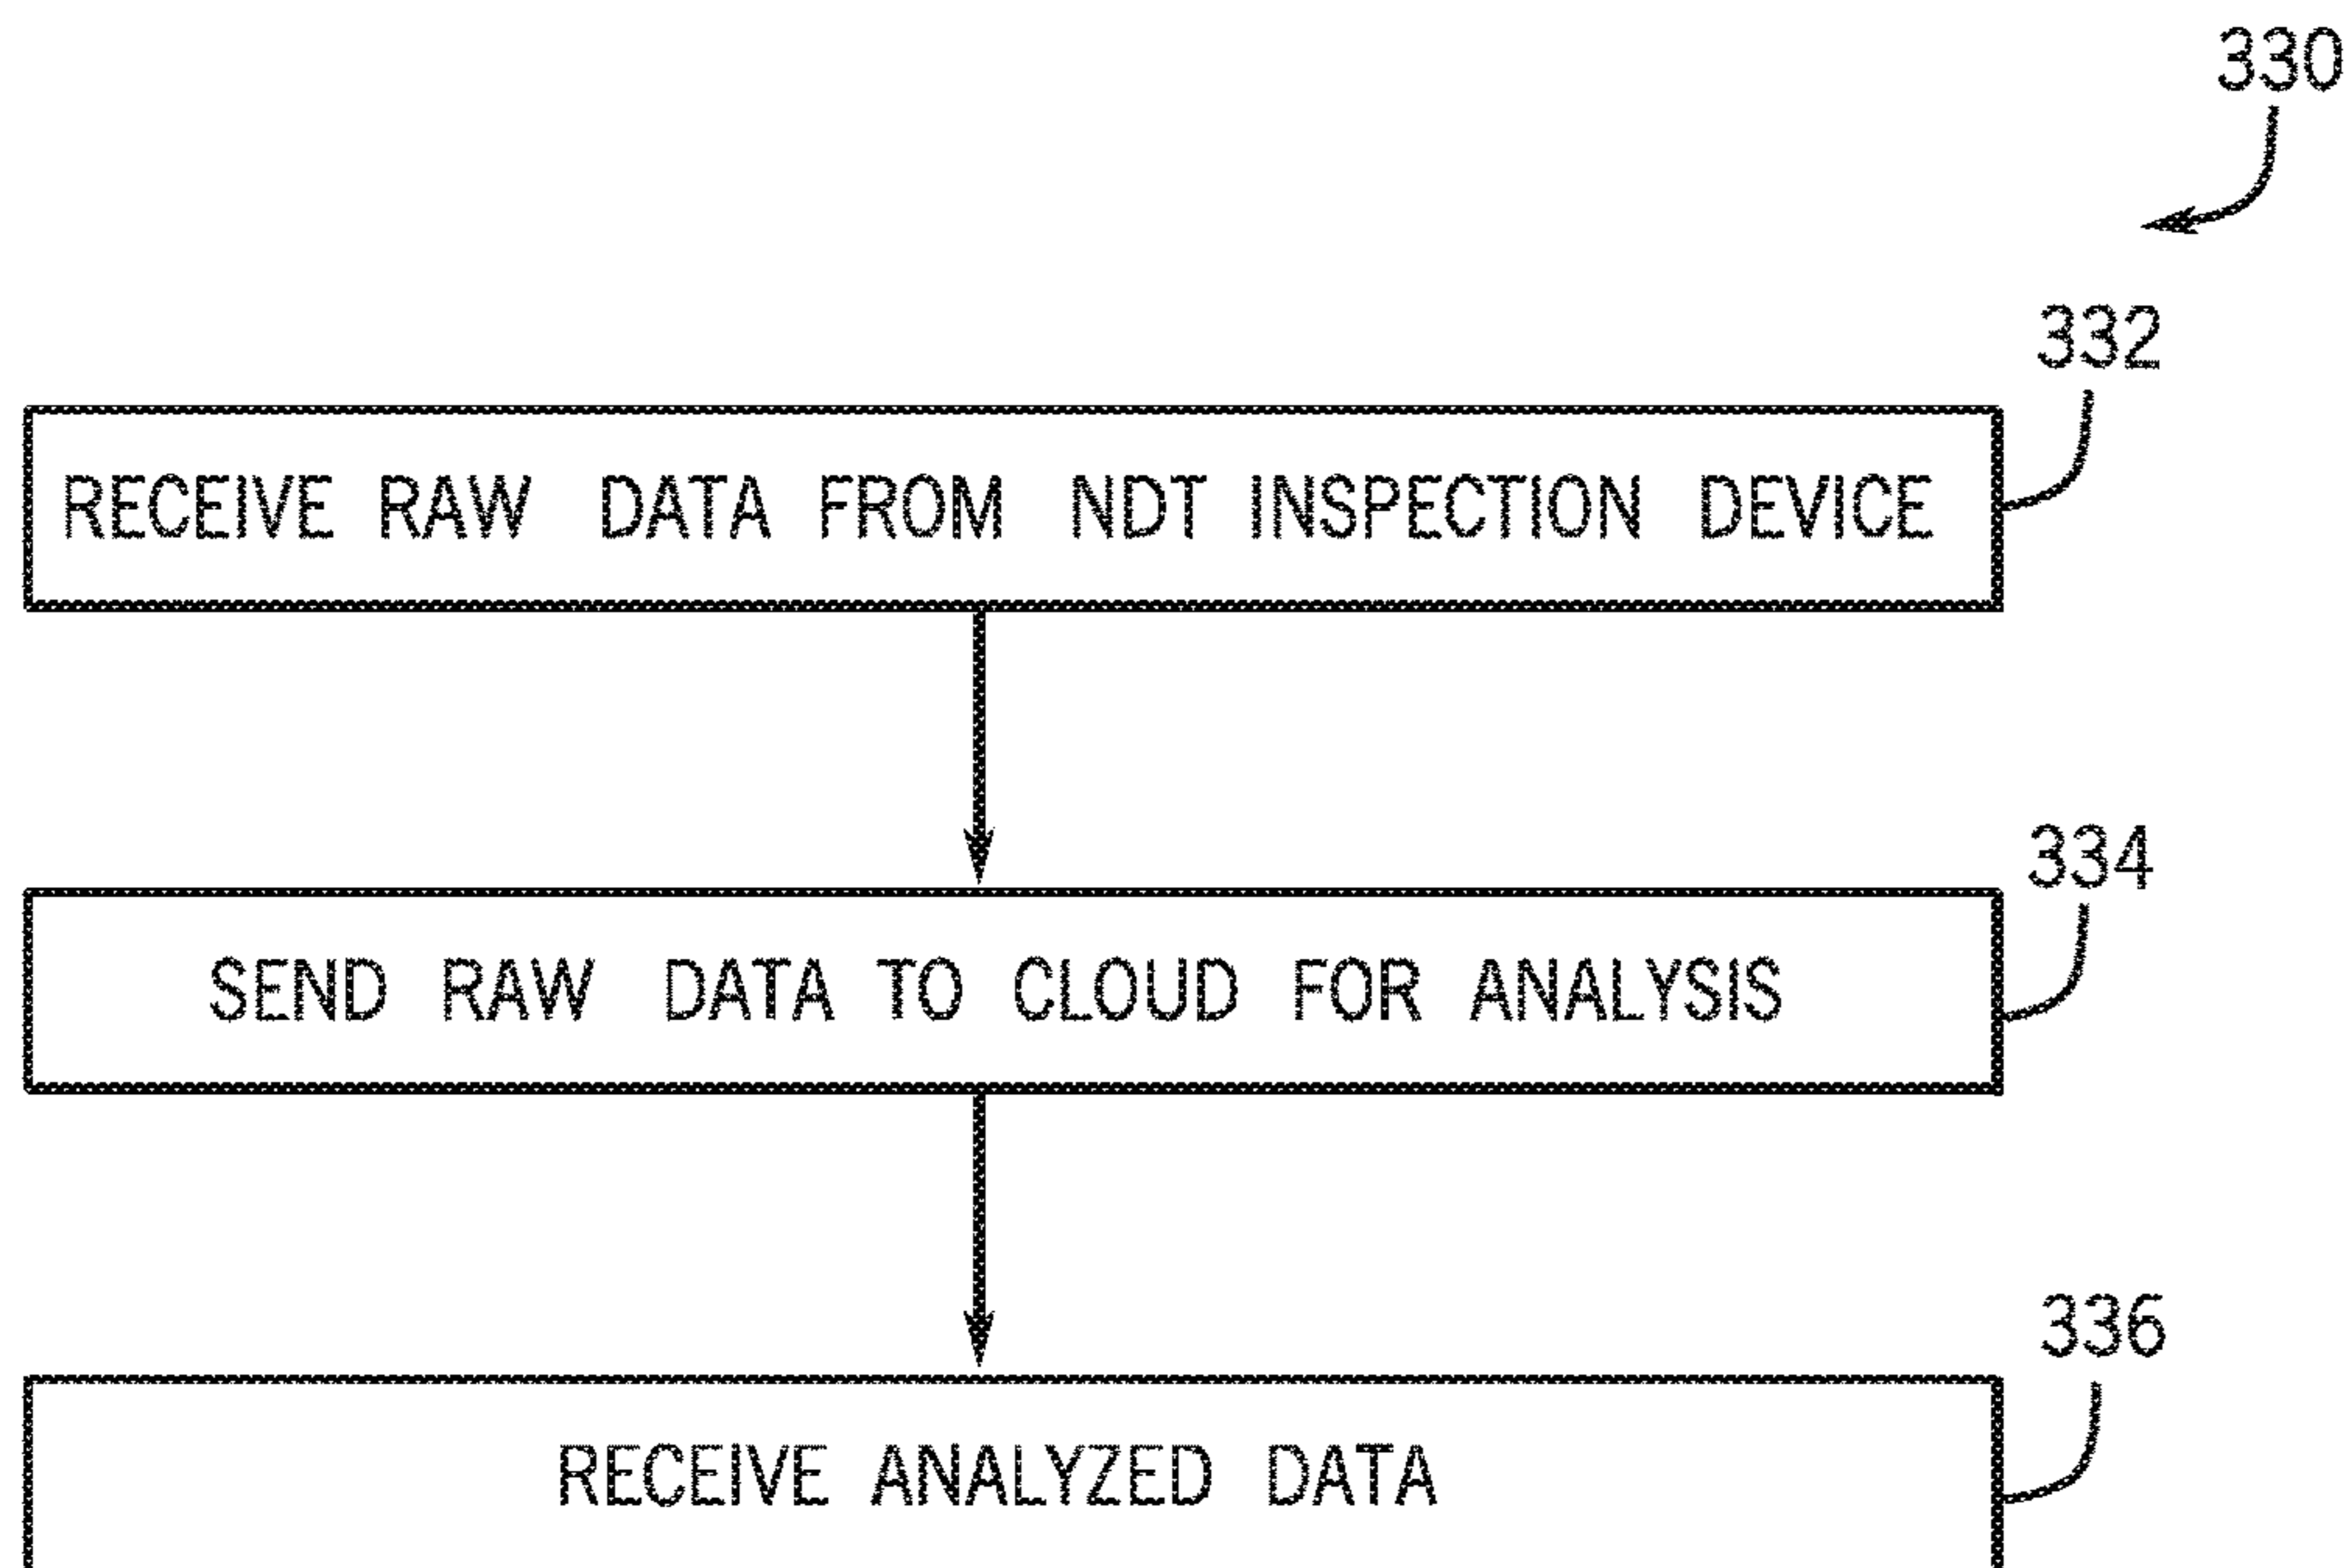 330
332
RECEIVE RAW DATA FROM NDT INSPECTION DEVICE
334
SEND RAW DATA TO CLOUD FOR ANALYSIS
336
RECEIVE ANALYZED DATA